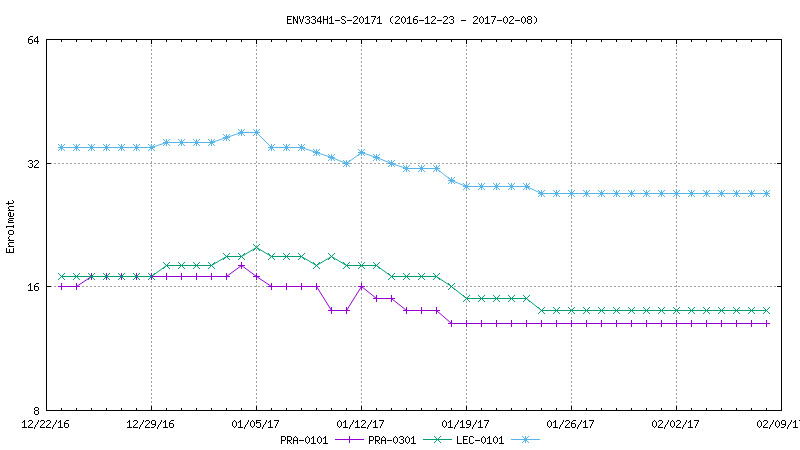 ENV334H1-S-20171 (2016-12-23 - 2017-02-08)
64
32
16
8
Enrolment
12/22/16 12/29/16 01/05/17 01/12/17 01/19/17 01/26/17 02/02/17 02/09/17
PRA-0101 PRA-0301 LEC-0101